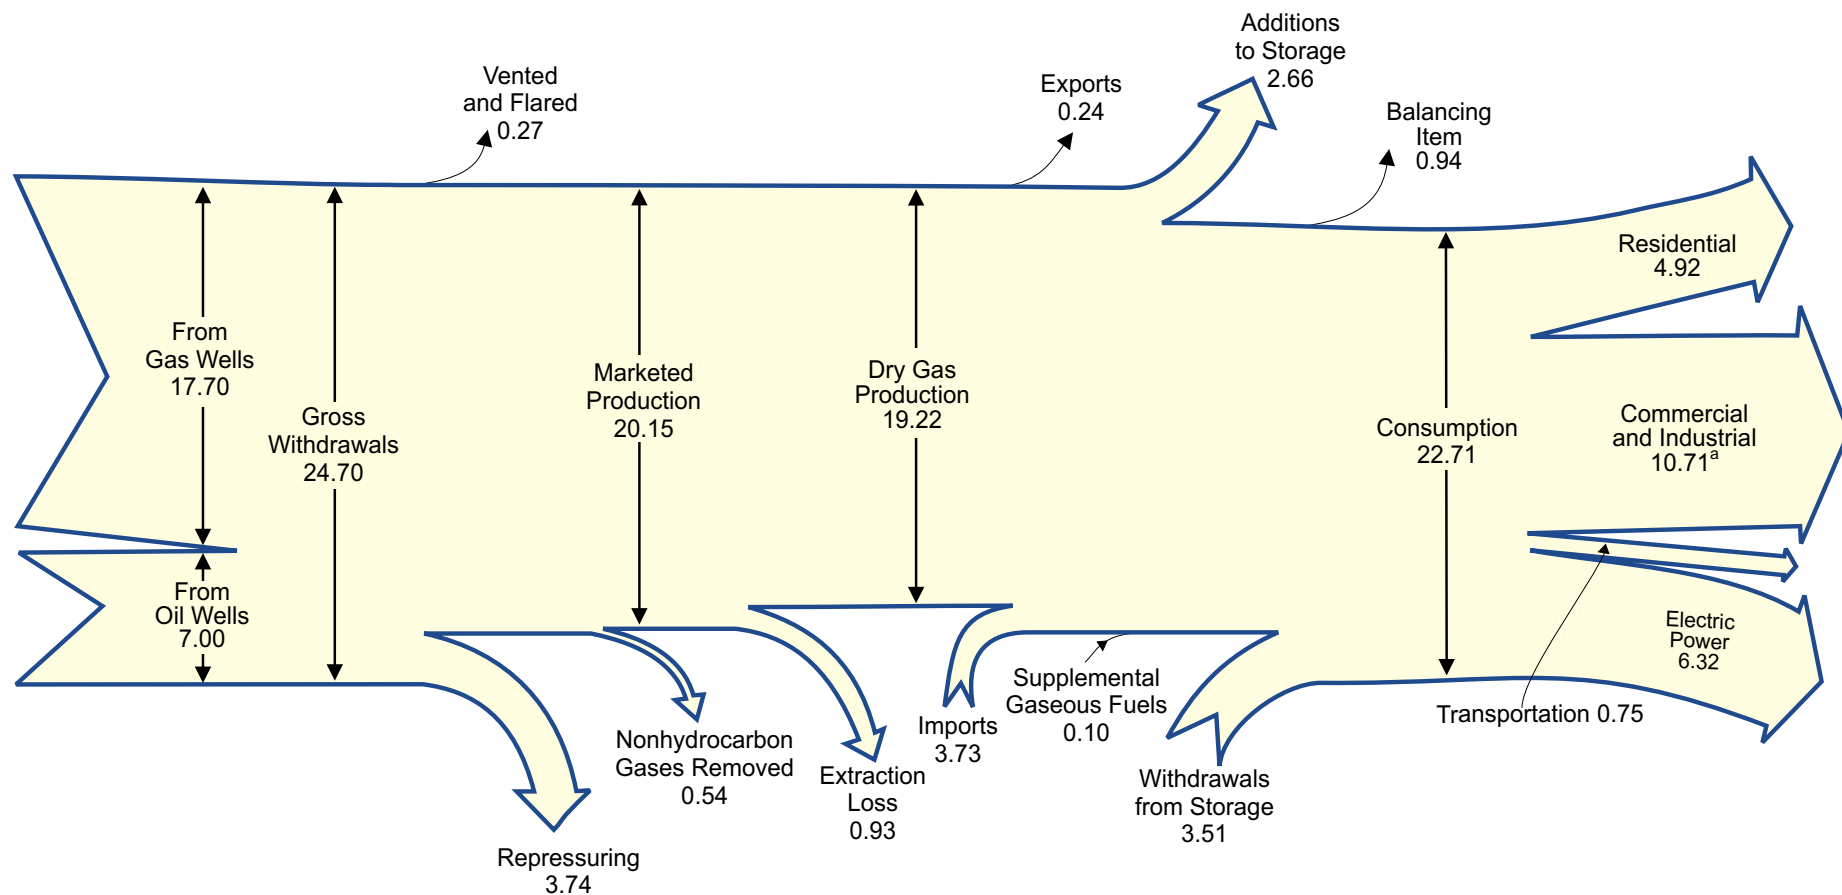 Additions
to Storage
2.66
Vented
and Flared
0.27
Exports
0.24
Balancing
Item
0.94
From
Gas Wells
17.70
Gross
Withdrawals
24.70
Marketed
Production
20.15
Dry Gas
Production
19.22
Consumption
22.71
Residential
4.92
Commercial
and Industrial
10.71ᵃ
From
Oil Wells
7.00
Electric
Power
6.32
Transportation 0.75
Repressuring
3.74
Nonhydrocarbon
Gases Removed
0.54
Extraction
Loss
0.93
Imports
3.73
Supplemental
Gaseous Fuels
0.10
Withdrawals
from Storage
3.51